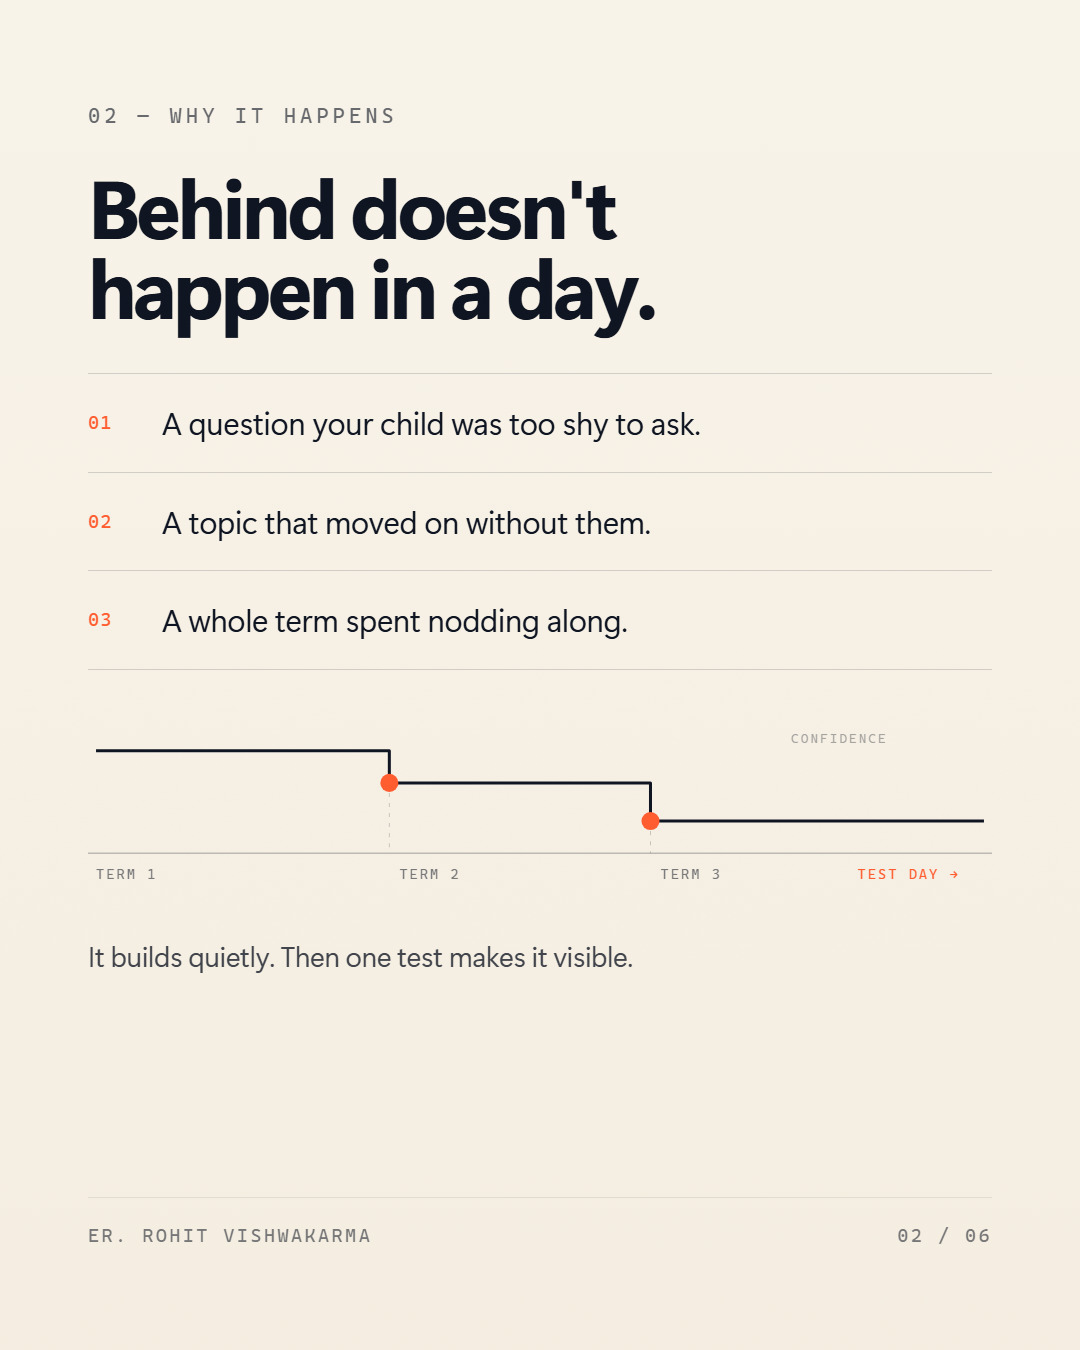 02 — WHY IT HAPPENS
Behind doesn't
happen in a day.
01 A question your child was too shy to ask.
02 A topic that moved on without them.
03 A whole term spent nodding along.
CONFIDENCE
TERM 1 TERM 2 TERM 3 TEST DAY →
It builds quietly. Then one test makes it visible.
ER. ROHIT VISHWAKARMA 02 / 06